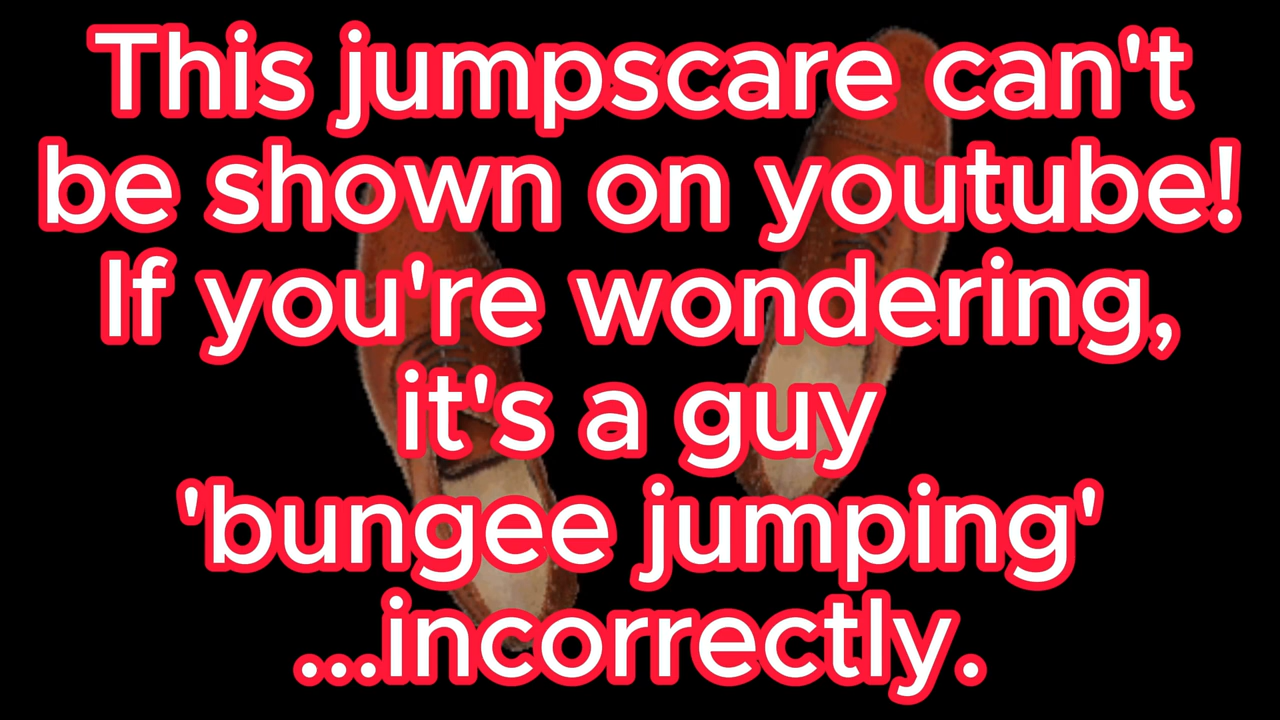 This jumpscare can't
be shown on youtube!
If you're wondering,
it's a guy
'bungee jumping'
...incorrectly.